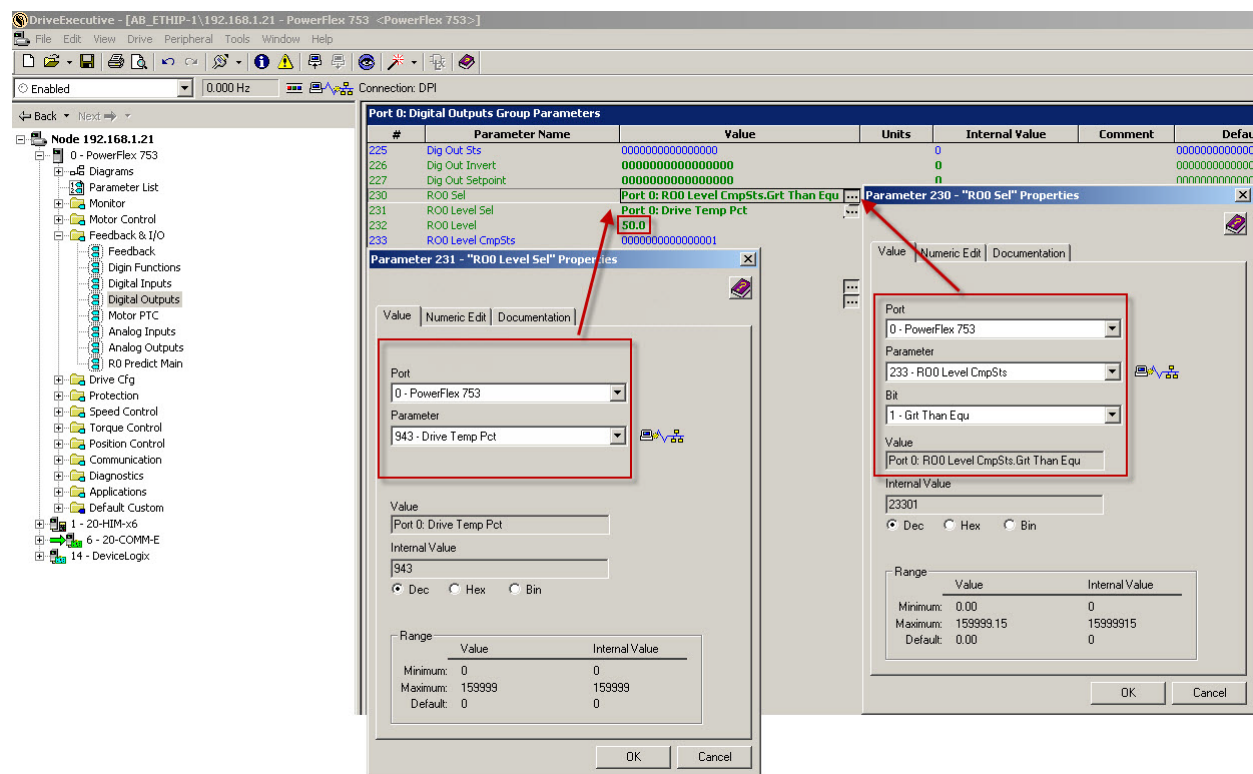 DriveExecutive - [AB_ETHIP-1\192.168.1.21 - PowerFlex 753 <PowerFlex 753>]
File Edit View Drive Peripheral Tools Window Help
Enabled 0.000 Hz Connection: DPI
Back Next
Node 192.168.1.21
0 - PowerFlex 753
Diagrams
Parameter List
Monitor
Motor Control
Feedback & I/O
Feedback
Digin Functions
Digital Inputs
Digital Outputs
Motor PTC
Analog Inputs
Analog Outputs
R0 Predict Main
Drive Cfg
Protection
Speed Control
Torque Control
Position Control
Communication
Diagnostics
Applications
Default Custom
1 - 20-HIM-x6
6 - 20-COMM-E
14 - DeviceLogix
Port 0: Digital Outputs Group Parameters
# Parameter Name Value Units Internal Value Comment Defau
225 Dig Out Sts 0000000000000000 0 000000000000
226 Dig Out Invert 0000000000000000 0 000000000000
227 Dig Out Setpoint 0000000000000000 0 000000000000
230 RO0 Sel Port 0: RO0 Level CmpSts.Grt Than Equ ...
231 RO0 Level Sel Port 0: Drive Temp Pct ...
232 RO0 Level 50.0
233 RO0 Level CmpSts 0000000000000001
...
...
Parameter 231 - "RO0 Level Sel" Properties
Value Numeric Edit Documentation
Port
0 - PowerFlex 753
Parameter
943 - Drive Temp Pct
Value
Port 0: Drive Temp Pct
Internal Value
943
Dec Hex Bin
Range
Value Internal Value
Minimum: 0 0
Maximum: 159999 159999
Default: 0 0
OK Cancel
Parameter 230 - "RO0 Sel" Properties
Value Numeric Edit Documentation
Port
0 - PowerFlex 753
Parameter
233 - RO0 Level CmpSts
Bit
1 - Grt Than Equ
Value
Port 0: RO0 Level CmpSts.Grt Than Equ
Internal Value
23301
Dec Hex Bin
Range
Value Internal Value
Minimum: 0.00 0
Maximum: 159999.15 15999915
Default: 0.00 0
OK Cancel